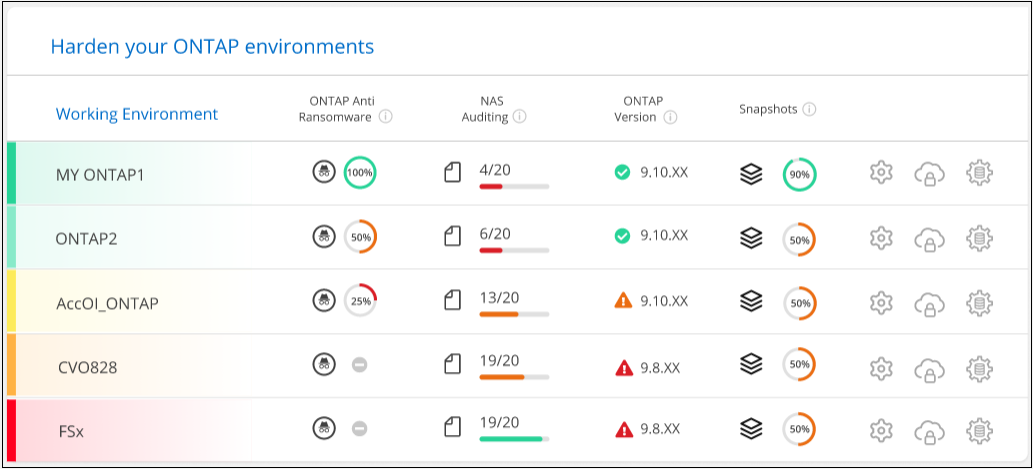 Harden your ONTAP environments
Working Environment
ONTAP Anti
Ransomware
NAS
Auditing
ONTAP
Version
Snapshots
MY ONTAP1 100% 4/20 9.10.XX 90%
ONTAP2 50% 6/20 9.10.XX 50%
AccOI_ONTAP 25% 13/20 9.10.XX 50%
CVO828 19/20 9.8.XX 50%
FSx 19/20 9.8.XX 50%